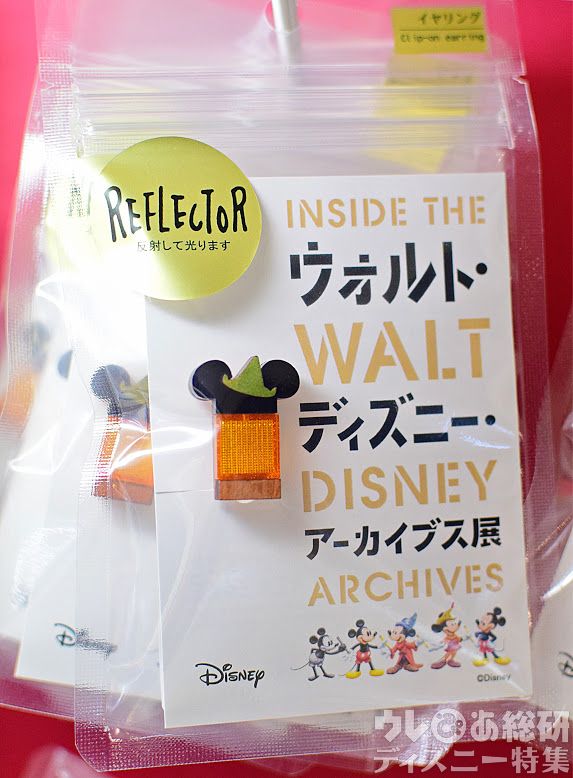 イヤリング
Clip-on earring
REFLECTOR
反射して光ります
INSIDE THE
ウォルト・
WALT
ディズニー・
DISNEY
アーカイブス展
ARCHIVES
Disney
©Disney
ウレぴあ総研
ディズニー特集